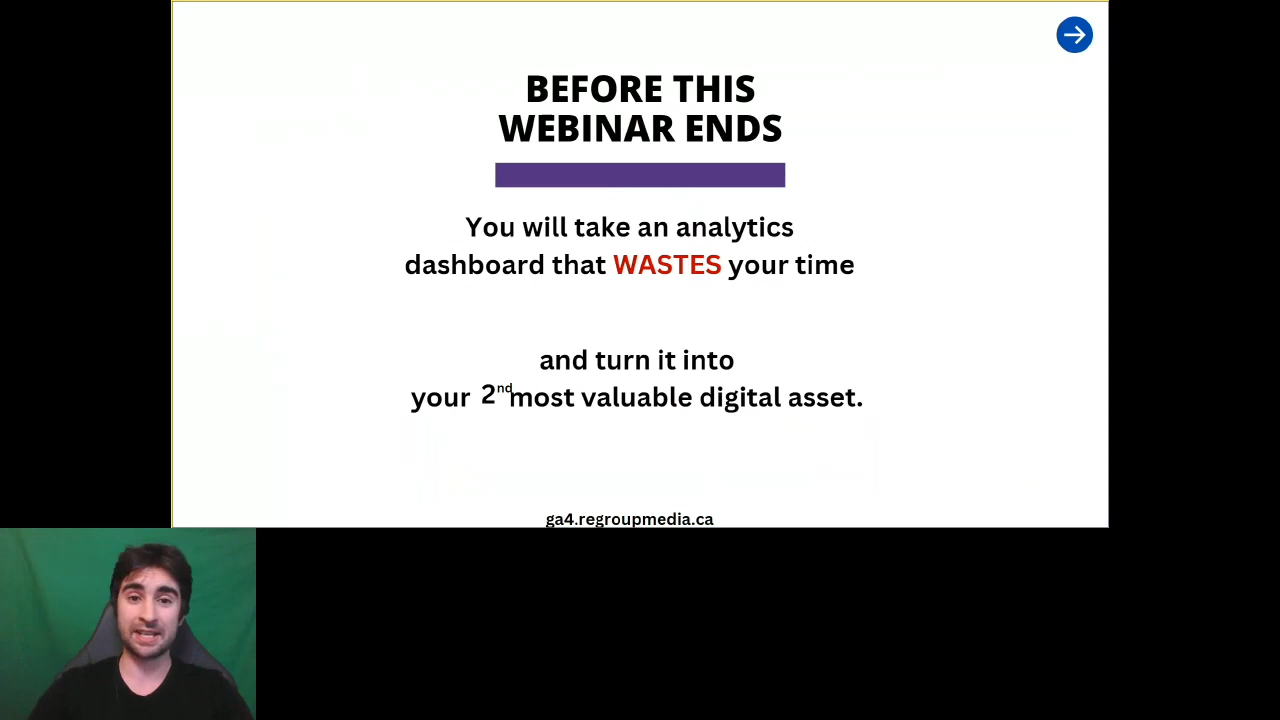 BEFORE THIS
WEBINAR ENDS
You will take an analytics
dashboard that WASTES your time
and turn it into
your 2nd most valuable digital asset.
ga4.regroupmedia.ca